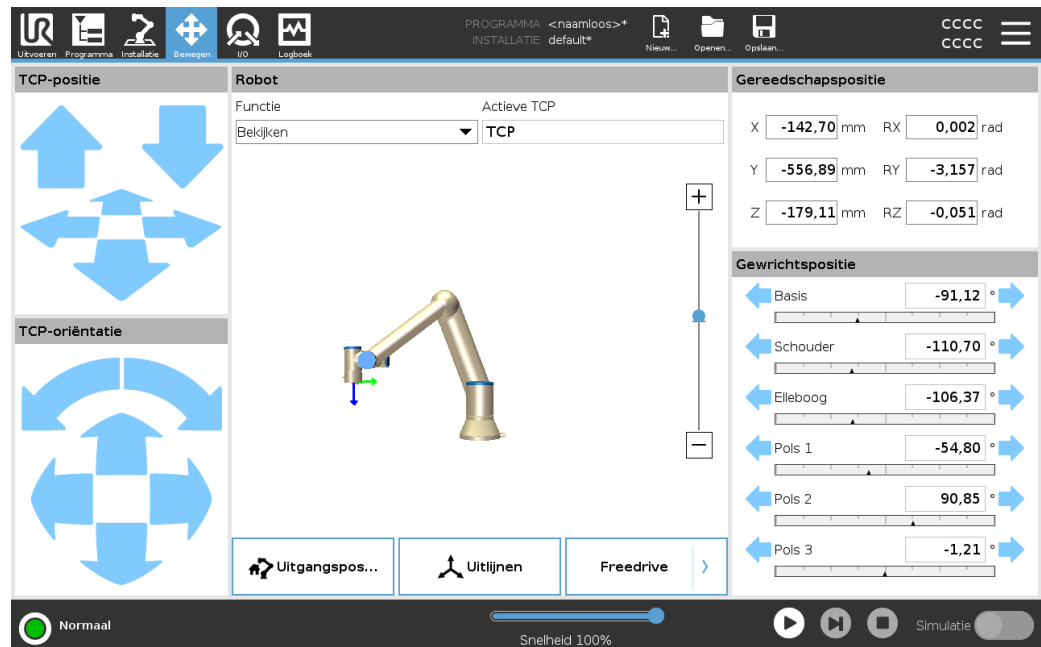 PROGRAMMA <naamloos>*
INSTALLATIE default*
CCCC
CCCC
Uitvoeren Programma Installatie Bewegen I/O Logboek Nieuw... Openen... Opslaan...
TCP-positie
Robot
Functie Actieve TCP
Bekijken TCP
+
−
Uitgangspos... Uitlijnen Freedrive >
TCP-oriëntatie
Gereedschapspositie
X -142,70 mm RX 0,002 rad
Y -556,89 mm RY -3,157 rad
Z -179,11 mm RZ -0,051 rad
Gewrichtspositie
Basis -91,12 °
Schouder -110,70 °
Elleboog -106,37 °
Pols 1 -54,80 °
Pols 2 90,85 °
Pols 3 -1,21 °
Normaal
Snelheid 100%
Simulatie